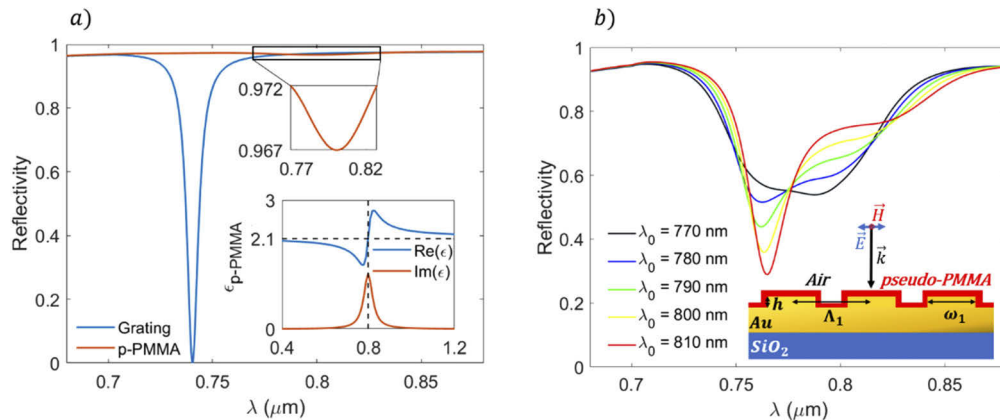 a)
Reflectivity
1
0.8
0.6
0.4
0.2
0
0.972
0.967
0.77
0.82
3
2.1
0
ϵp-PMMA
Re(ϵ)
Im(ϵ)
0.4
0.8
1.2
Grating
p-PMMA
0.7
0.75
0.8
0.85
λ (μm)
b)
Reflectivity
1
0.8
0.6
0.4
0.2
0
λ0 = 770 nm
λ0 = 780 nm
λ0 = 790 nm
λ0 = 800 nm
λ0 = 810 nm
H
E
k
Air
pseudo-PMMA
h
Λ1
ω1
Au
SiO2
0.7
0.75
0.8
0.85
λ (μm)